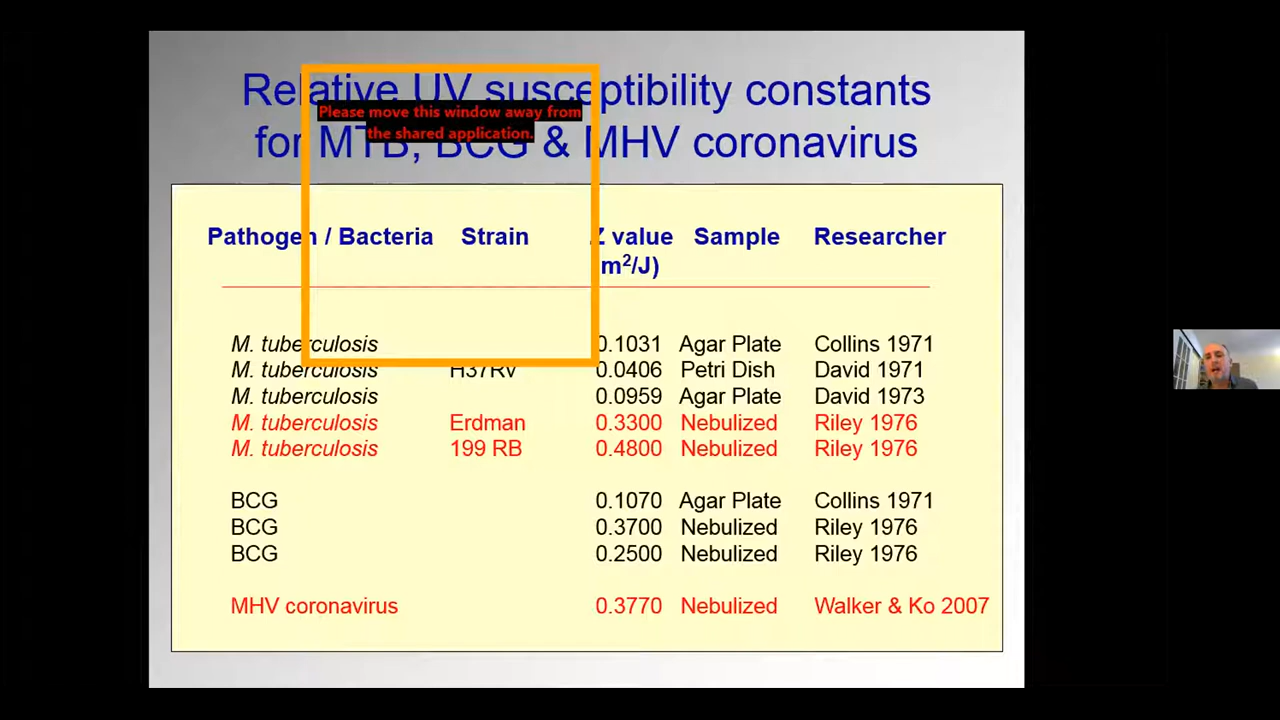 Relative UV susceptibility constants
Please move this window away from
the shared application.
for MTB, BCG & MHV coronavirus
Pathogen / Bacteria Strain Z value Sample Researcher
m²/J)
M. tuberculosis 0.1031 Agar Plate Collins 1971
M. tuberculosis H37RV 0.0406 Petri Dish David 1971
M. tuberculosis 0.0959 Agar Plate David 1973
M. tuberculosis Erdman 0.3300 Nebulized Riley 1976
M. tuberculosis 199 RB 0.4800 Nebulized Riley 1976
BCG 0.1070 Agar Plate Collins 1971
BCG 0.3700 Nebulized Riley 1976
BCG 0.2500 Nebulized Riley 1976
MHV coronavirus 0.3770 Nebulized Walker & Ko 2007